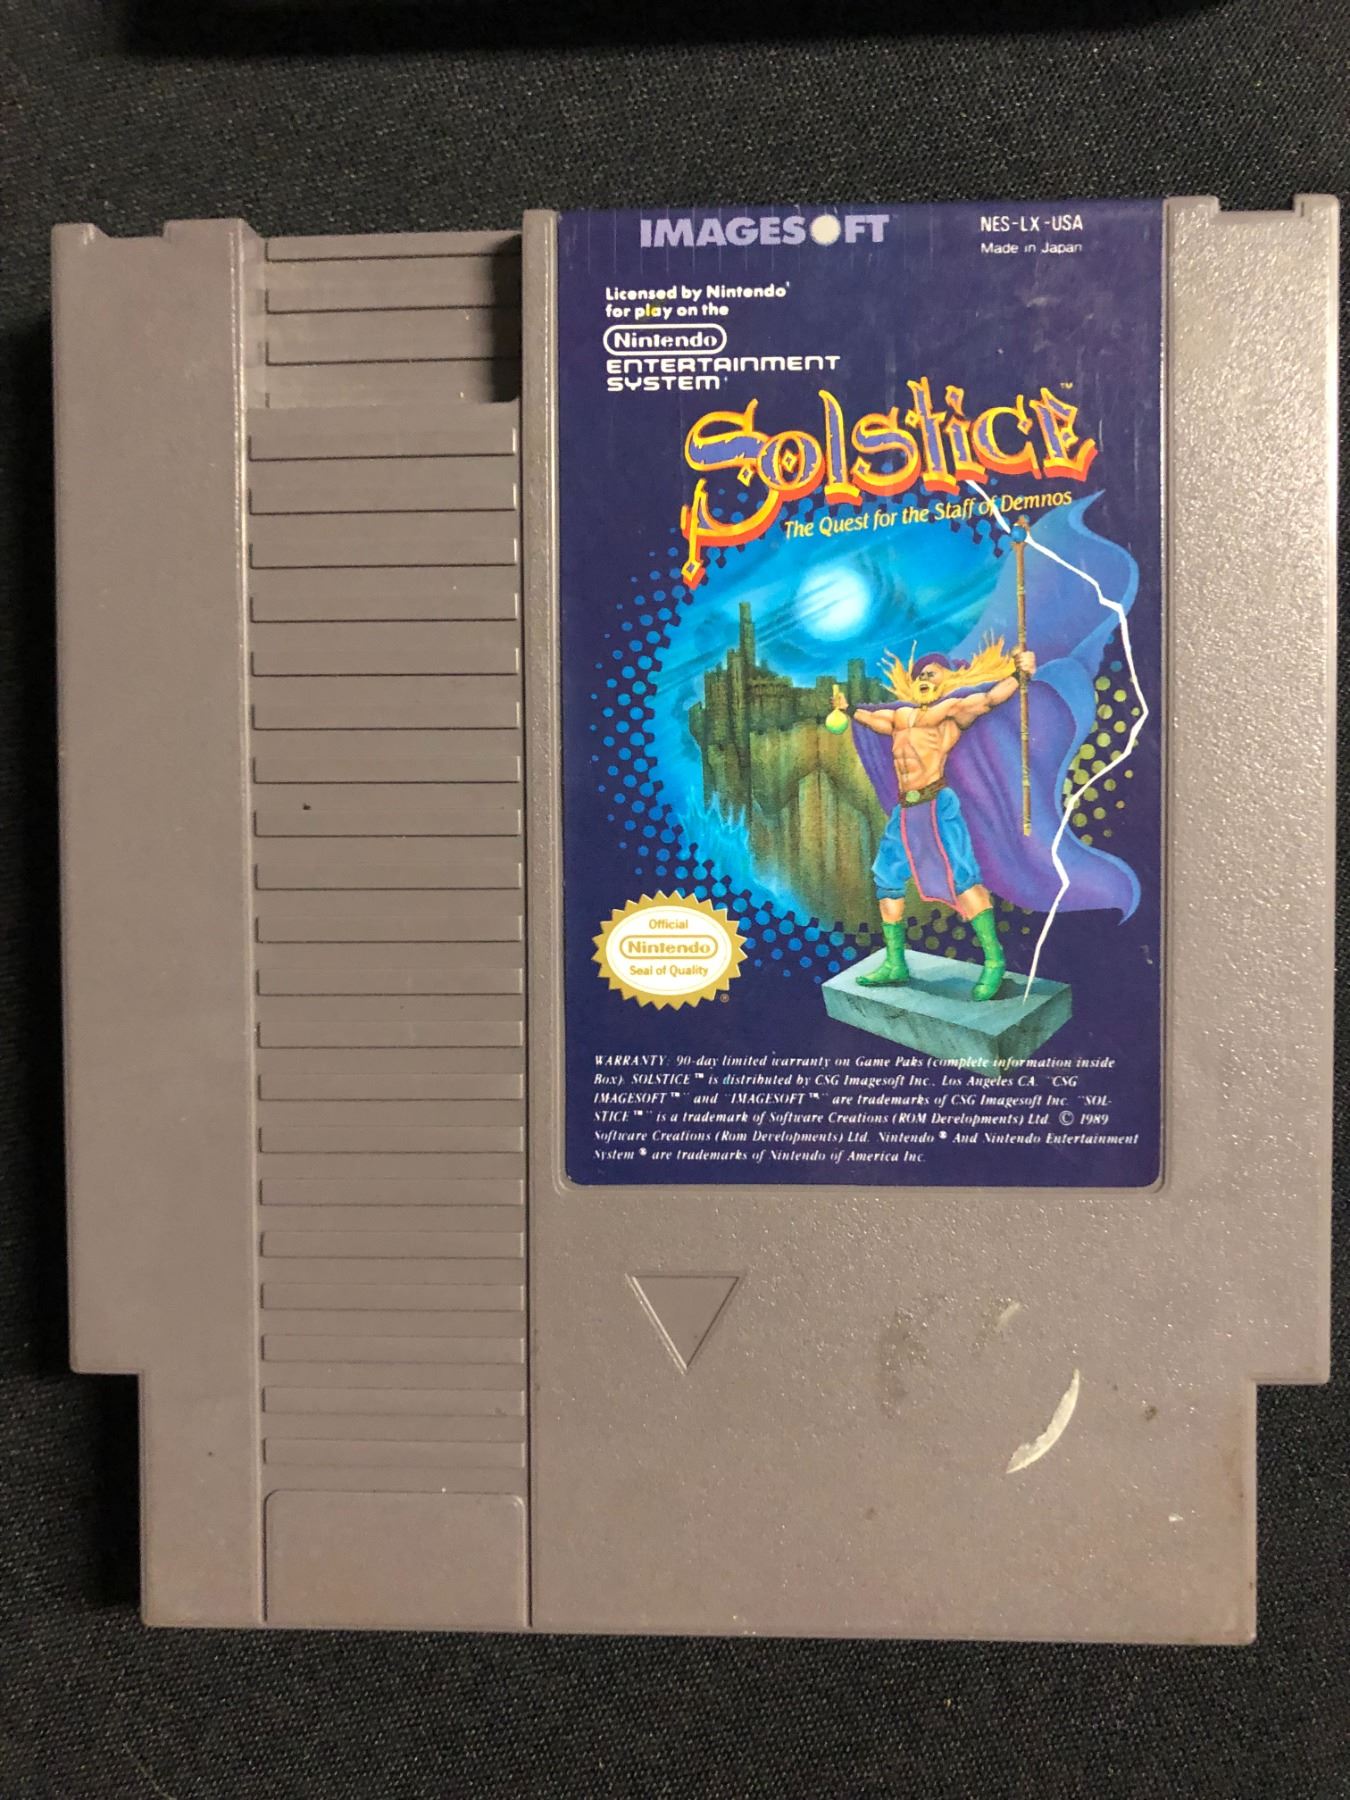 IMAGESOFT™
NES-LX-USA
Made in Japan
Licensed by Nintendo®
for play on the
Nintendo
ENTERTAINMENT
SYSTEM®
Solstice™
The Quest for the Staff of Demnos
Official
Nintendo
Seal of Quality
®
WARRANTY: 90-day limited warranty on Game Paks (complete information inside
Box). SOLSTICE™ is distributed by CSG Imagesoft Inc., Los Angeles CA. "CSG
IMAGESOFT™" and "IMAGESOFT™" are trademarks of CSG Imagesoft Inc. "SOL-
STICE™" is a trademark of Software Creations (ROM Developments) Ltd. © 1989
Software Creations (Rom Developments) Ltd. Nintendo® And Nintendo Entertainment
System® are trademarks of Nintendo of America Inc.